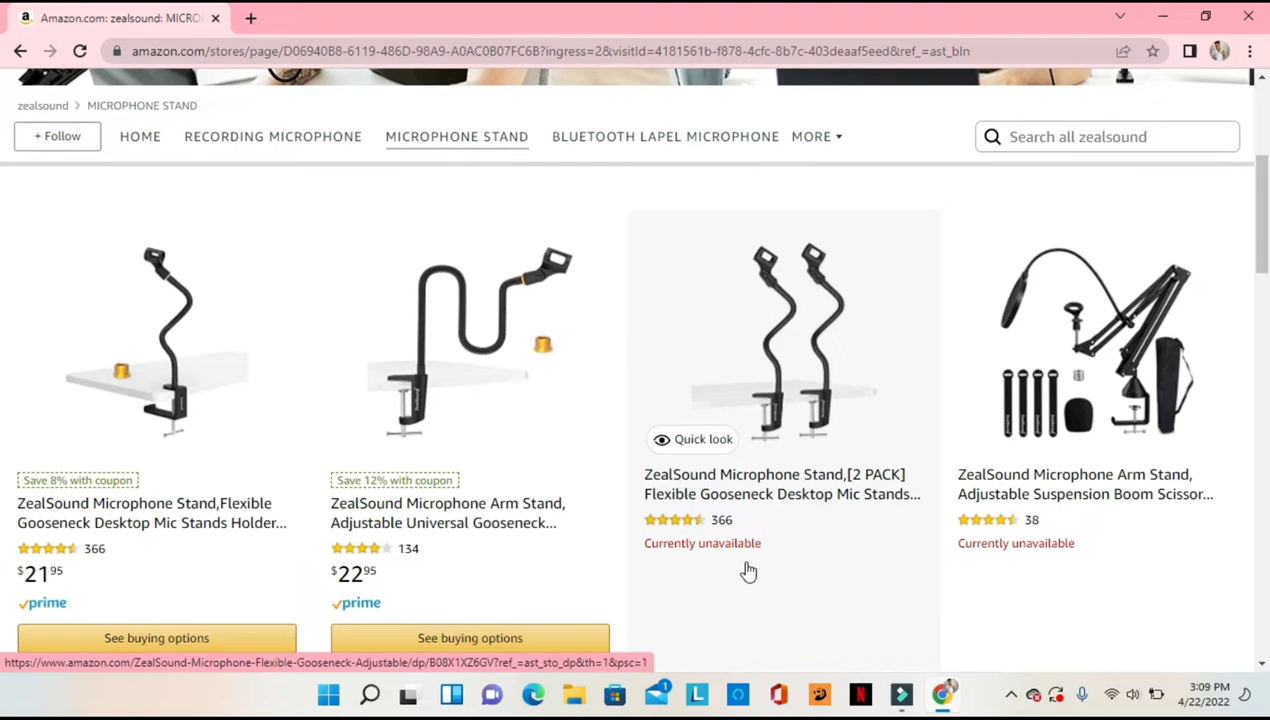 Amazon.com: zealsound: MICRO
amazon.com/stores/page/D06940B8-6119-486D-98A9-A0AC0B07FC6B?ingress=2&visitId=4181561b-f878-4cfc-8b7c-403deaaf5eed&ref_=ast_bln
zealsound > MICROPHONE STAND
+ Follow HOME RECORDING MICROPHONE MICROPHONE STAND BLUETOOTH LAPEL MICROPHONE MORE Search all zealsound
Quick look
Save 8% with coupon
ZealSound Microphone Stand,Flexible
Gooseneck Desktop Mic Stands Holder...
366
$21 95
prime
See buying options
Save 12% with coupon
ZealSound Microphone Arm Stand,
Adjustable Universal Gooseneck...
134
$22 95
prime
See buying options
ZealSound Microphone Stand,[2 PACK]
Flexible Gooseneck Desktop Mic Stands...
366
Currently unavailable
ZealSound Microphone Arm Stand,
Adjustable Suspension Boom Scissor...
38
Currently unavailable
https://www.amazon.com/ZealSound-Microphone-Flexible-Gooseneck-Adjustable/dp/B08X1XZ6GV?ref_=ast_sto_dp&th=1&psc=1
3:09 PM
4/22/2022